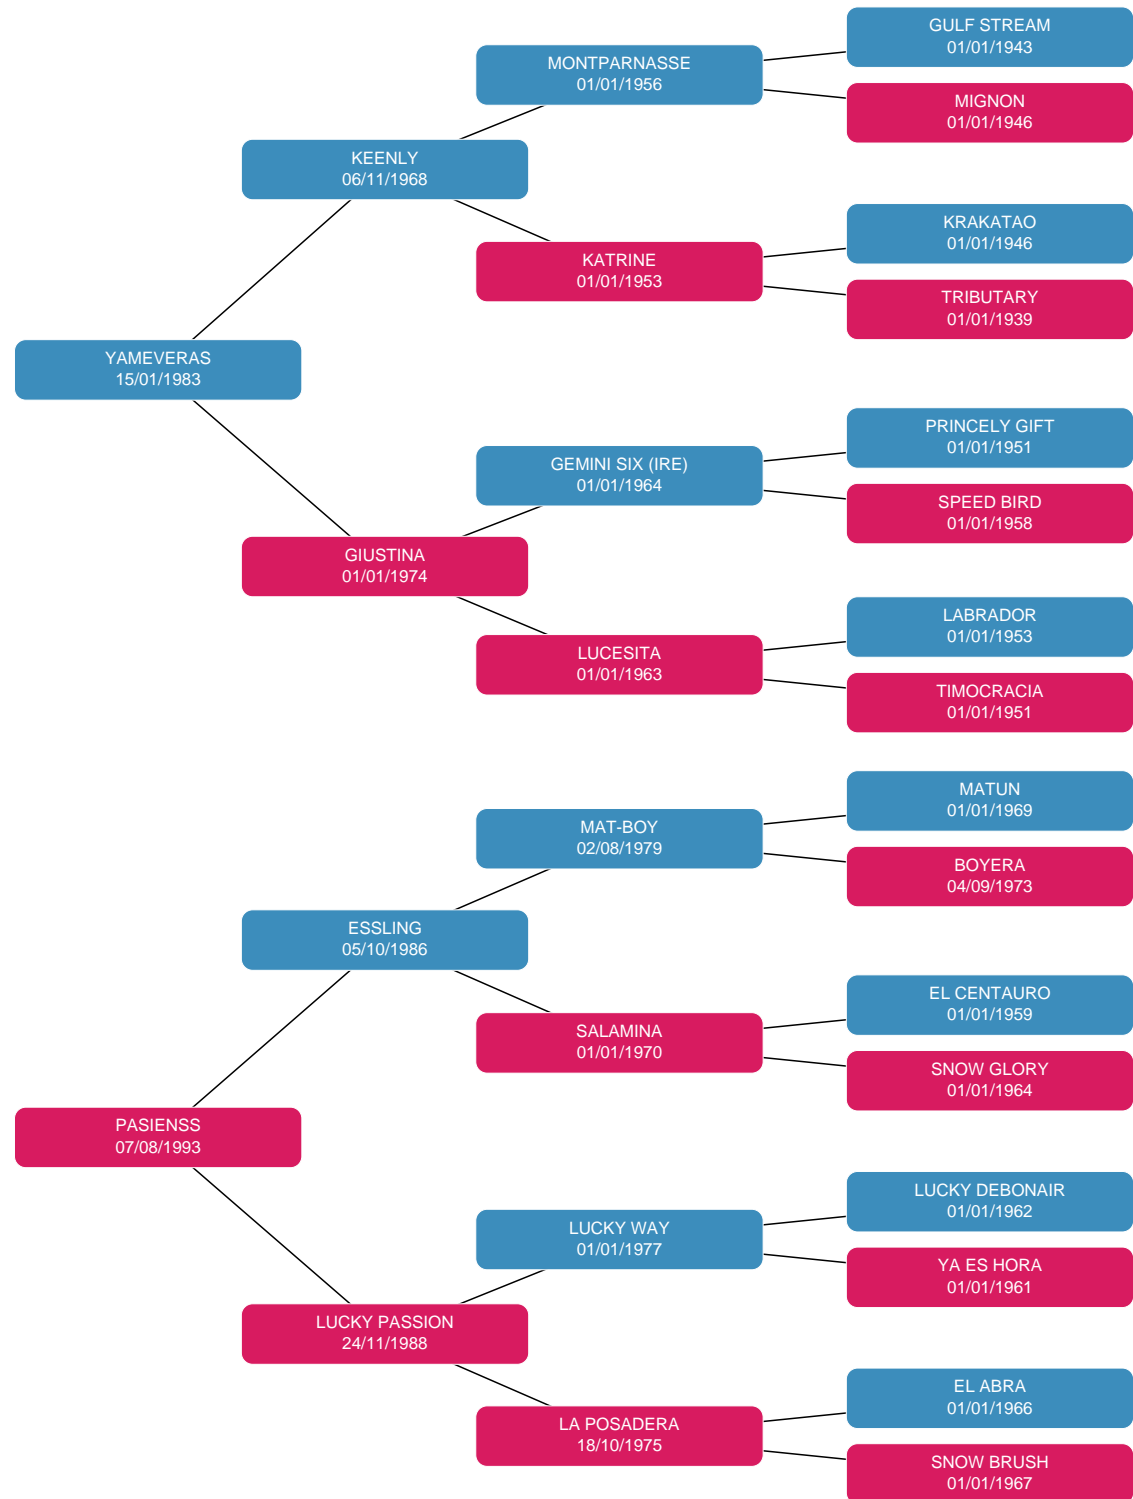 GULF STREAM
01/01/1943
MONTPARNASSE
01/01/1956
MIGNON
01/01/1946
KEENLY
06/11/1968
KRAKATAO
01/01/1946
KATRINE
01/01/1953
TRIBUTARY
01/01/1939
YAMEVERAS
15/01/1983
PRINCELY GIFT
01/01/1951
GEMINI SIX (IRE)
01/01/1964
SPEED BIRD
01/01/1958
GIUSTINA
01/01/1974
LABRADOR
01/01/1953
LUCESITA
01/01/1963
TIMOCRACIA
01/01/1951
MATUN
01/01/1969
MAT-BOY
02/08/1979
BOYERA
04/09/1973
ESSLING
05/10/1986
EL CENTAURO
01/01/1959
SALAMINA
01/01/1970
SNOW GLORY
01/01/1964
PASIENSS
07/08/1993
LUCKY DEBONAIR
01/01/1962
LUCKY WAY
01/01/1977
YA ES HORA
01/01/1961
LUCKY PASSION
24/11/1988
EL ABRA
01/01/1966
LA POSADERA
18/10/1975
SNOW BRUSH
01/01/1967